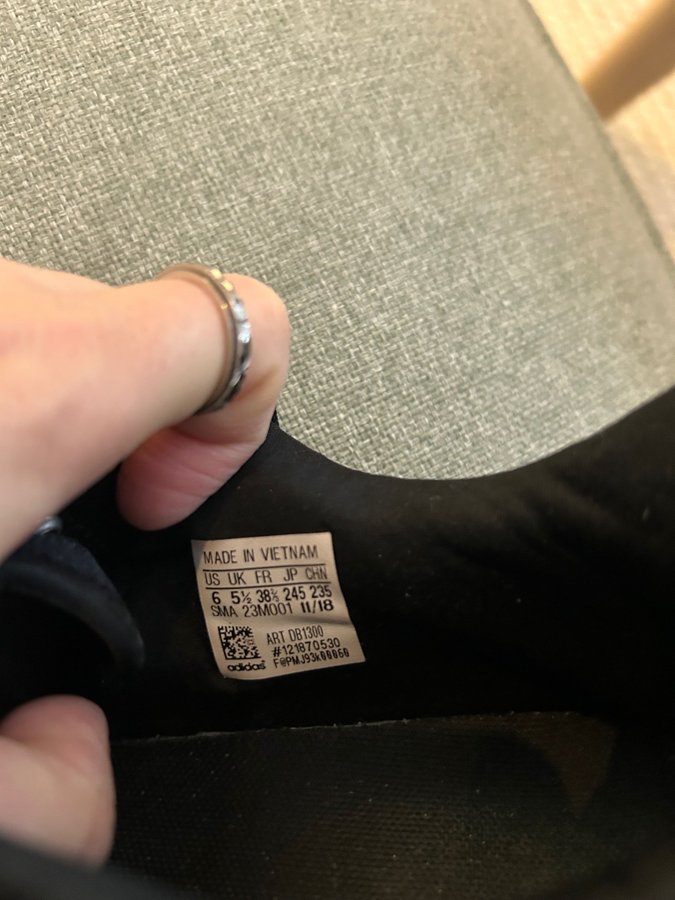 MADE IN VIETNAM
US UK FR JP CHN
6 5½ 38⅔ 245 235
SMA 23M001 11/18
ART DB1300
#121870530
adidas